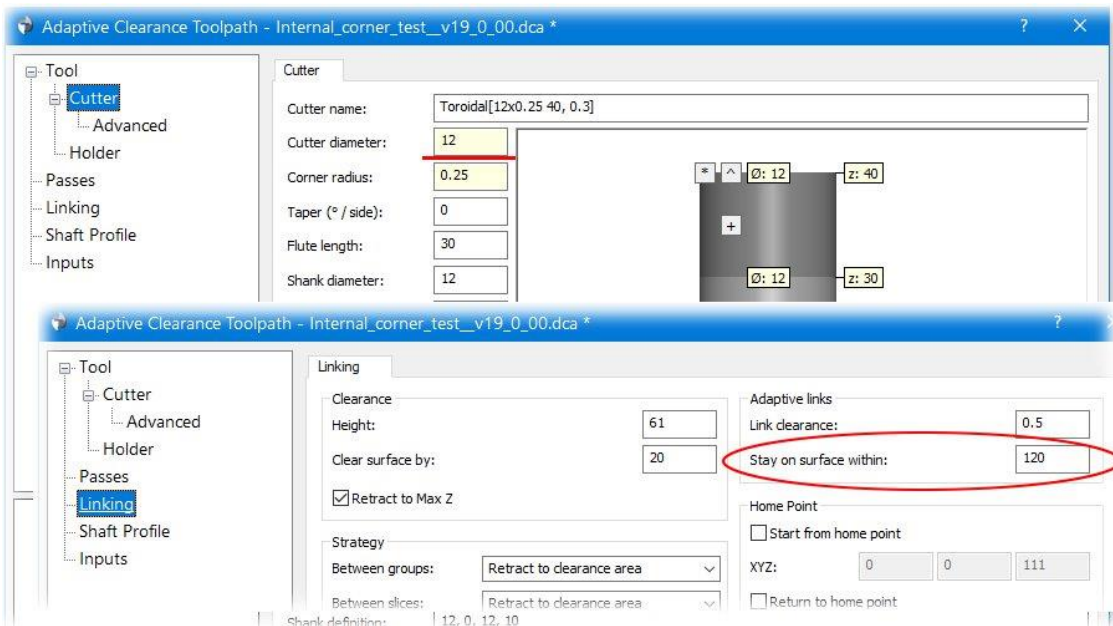 Adaptive Clearance Toolpath - Internal_corner_test__v19_0_00.dca * ? ×
Tool
Cutter
Advanced
Holder
Passes
Linking
Shaft Profile
Inputs
Cutter
Cutter name: Toroidal[12x0.25 40, 0.3]
Cutter diameter: 12
Corner radius: 0.25
Taper (° / side): 0
Flute length: 30
Shank diameter: 12
* ^ Ø: 12 z: 40
+
Ø: 12 z: 30
Adaptive Clearance Toolpath - Internal_corner_test__v19_0_00.dca * ?
Tool
Cutter
Advanced
Holder
Passes
Linking
Shaft Profile
Inputs
Linking
Clearance
Height: 61
Clear surface by: 20
Retract to Max Z
Strategy
Between groups: Retract to clearance area
Between slices: Retract to clearance area
Adaptive links
Link clearance: 0.5
Stay on surface within: 120
Home Point
Start from home point
XYZ: 0 0 111
Return to home point
Shank definition: 12, 0, 12, 10